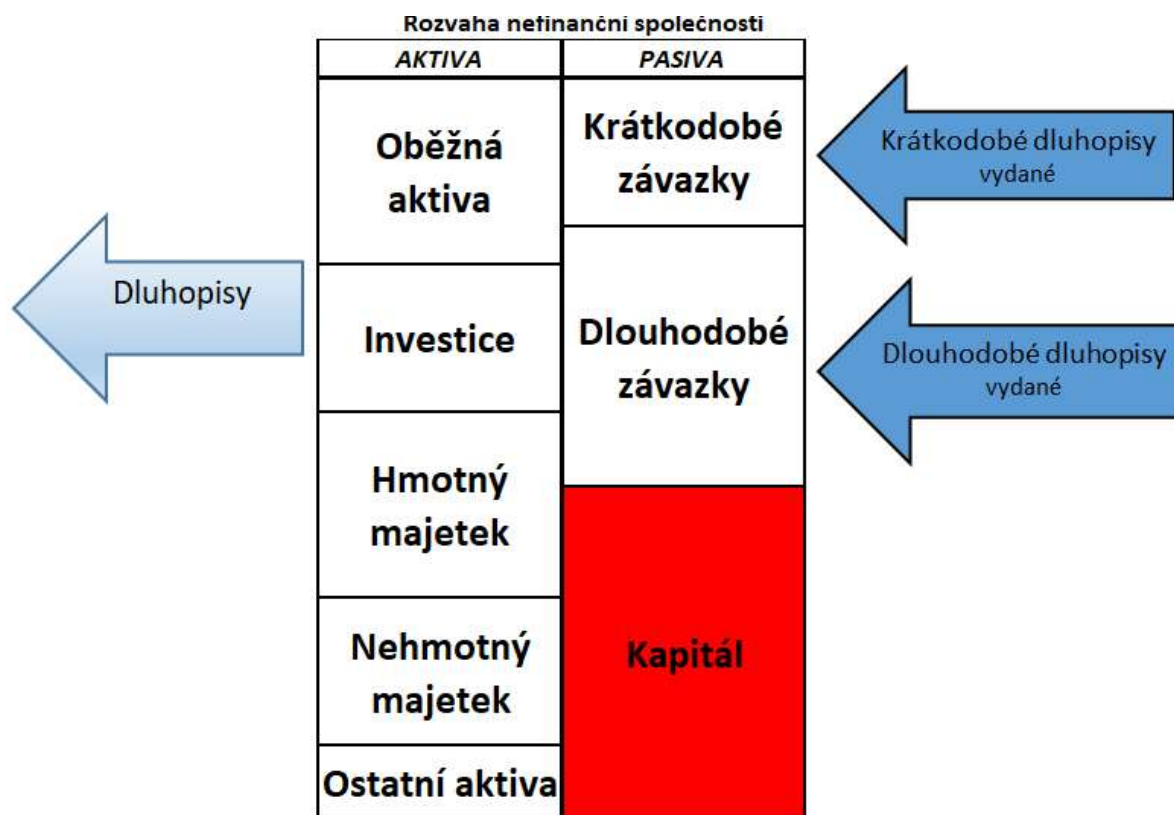 Rozvaha nefinanční společnosti
AKTIVA
PASIVA
Oběžná
aktiva
Krátkodobé
závazky
Krátkodobé dluhopisy
vydané
Dluhopisy
Investice
Dlouhodobé
závazky
Dlouhodobé dluhopisy
vydané
Hmotný
majetek
Nehmotný
majetek
Kapitál
Ostatní aktiva